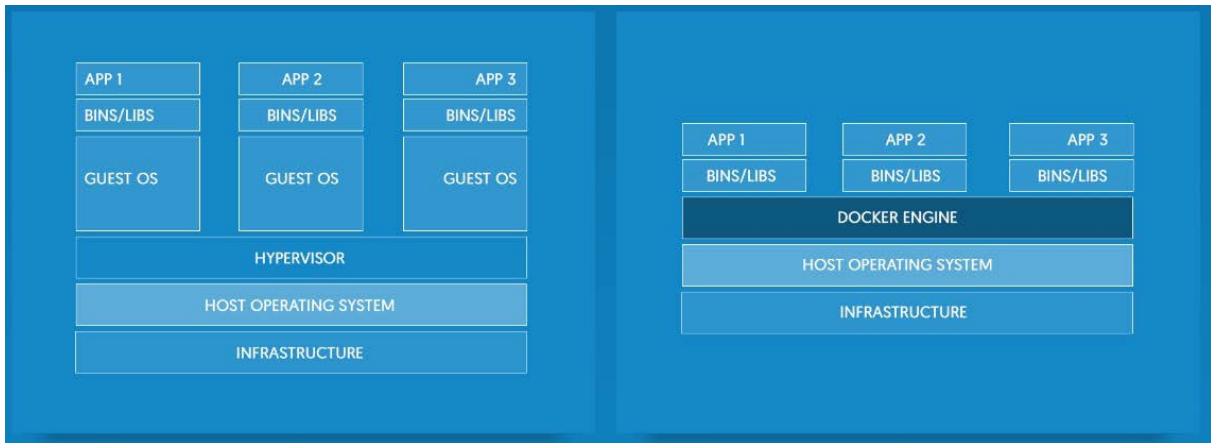 APP 1 APP 2 APP 3
BINS/LIBS BINS/LIBS BINS/LIBS
GUEST OS GUEST OS GUEST OS
HYPERVISOR
HOST OPERATING SYSTEM
INFRASTRUCTURE
APP 1 APP 2 APP 3
BINS/LIBS BINS/LIBS BINS/LIBS
DOCKER ENGINE
HOST OPERATING SYSTEM
INFRASTRUCTURE